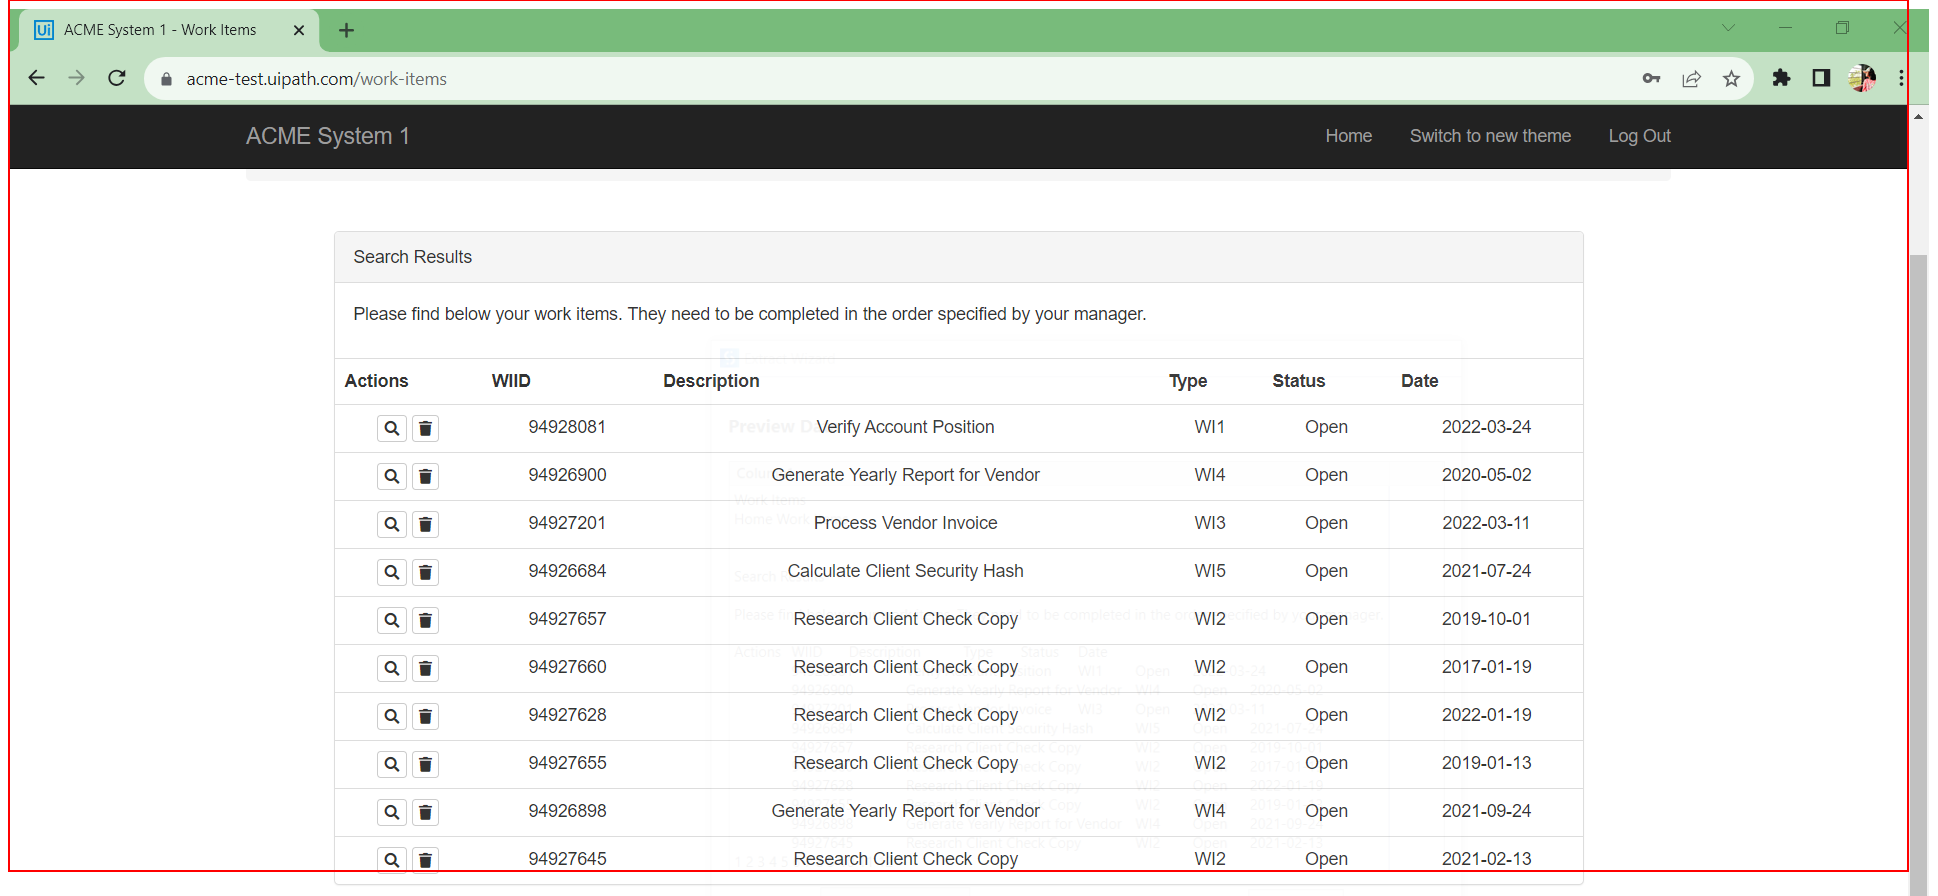 ACME System 1 - Work Items
acme-test.uipath.com/work-items
ACME System 1 Home Switch to new theme Log Out
Search Results
Please find below your work items. They need to be completed in the order specified by your manager.
Actions WIID Description Type Status Date
94928081 Verify Account Position WI1 Open 2022-03-24
94926900 Generate Yearly Report for Vendor WI4 Open 2020-05-02
94927201 Process Vendor Invoice WI3 Open 2022-03-11
94926684 Calculate Client Security Hash WI5 Open 2021-07-24
94927657 Research Client Check Copy WI2 Open 2019-10-01
94927660 Research Client Check Copy WI2 Open 2017-01-19
94927628 Research Client Check Copy WI2 Open 2022-01-19
94927655 Research Client Check Copy WI2 Open 2019-01-13
94926898 Generate Yearly Report for Vendor WI4 Open 2021-09-24
94927645 Research Client Check Copy WI2 Open 2021-02-13